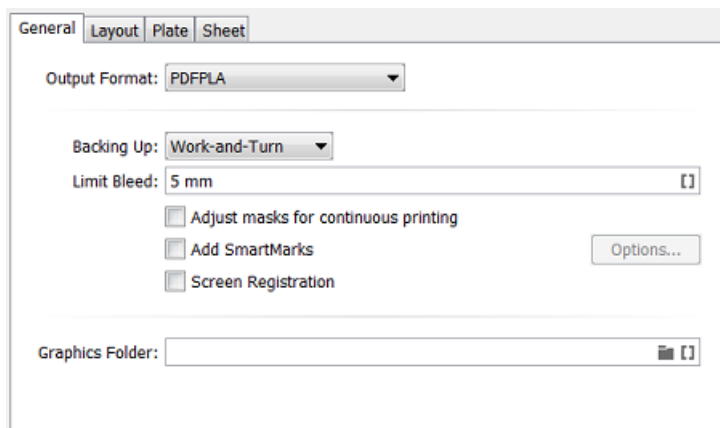 General Layout Plate Sheet
Output Format: PDFPLA
Backing Up: Work-and-Turn
Limit Bleed: 5 mm
Adjust masks for continuous printing
Add SmartMarks Options...
Screen Registration
Graphics Folder: